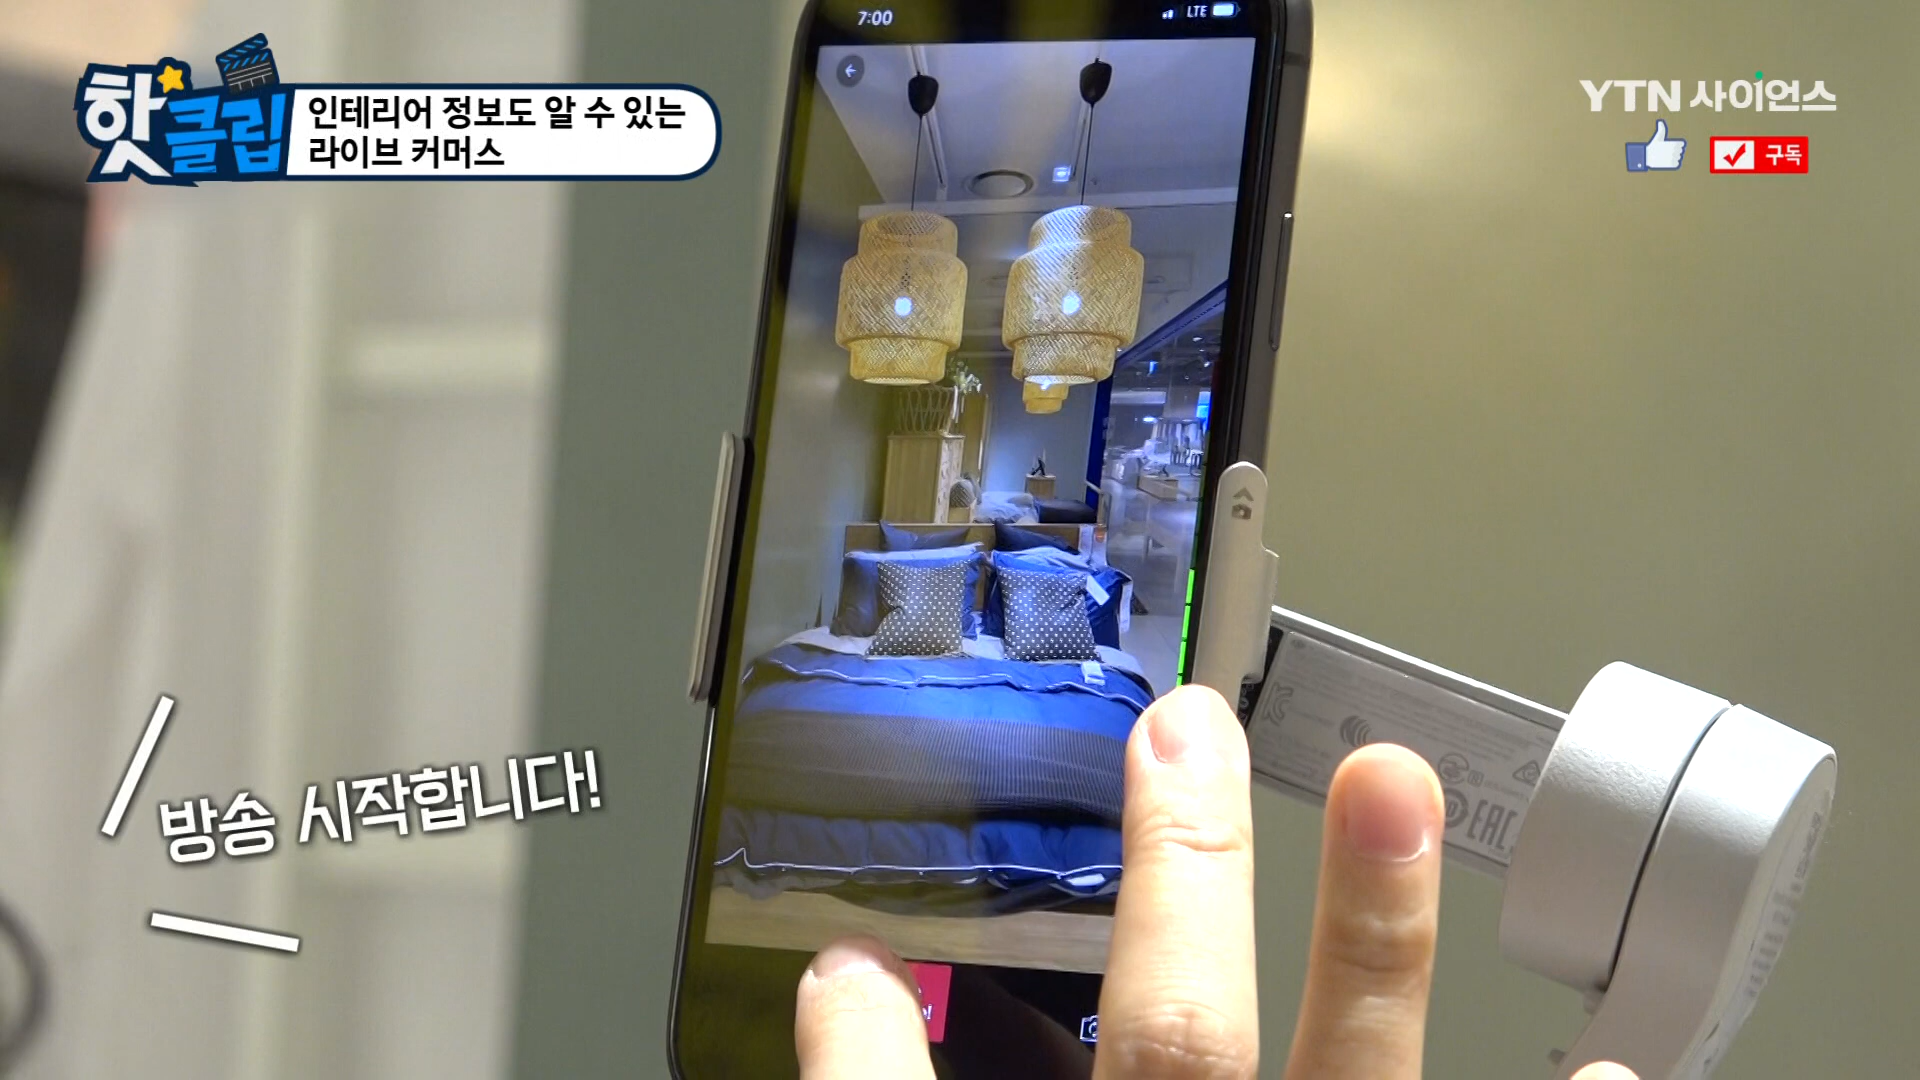 7:00
LTE
핫클립
인테리어 정보도 알 수 있는
라이브 커머스
YTN 사이언스
구독
방송 시작합니다!
EAC